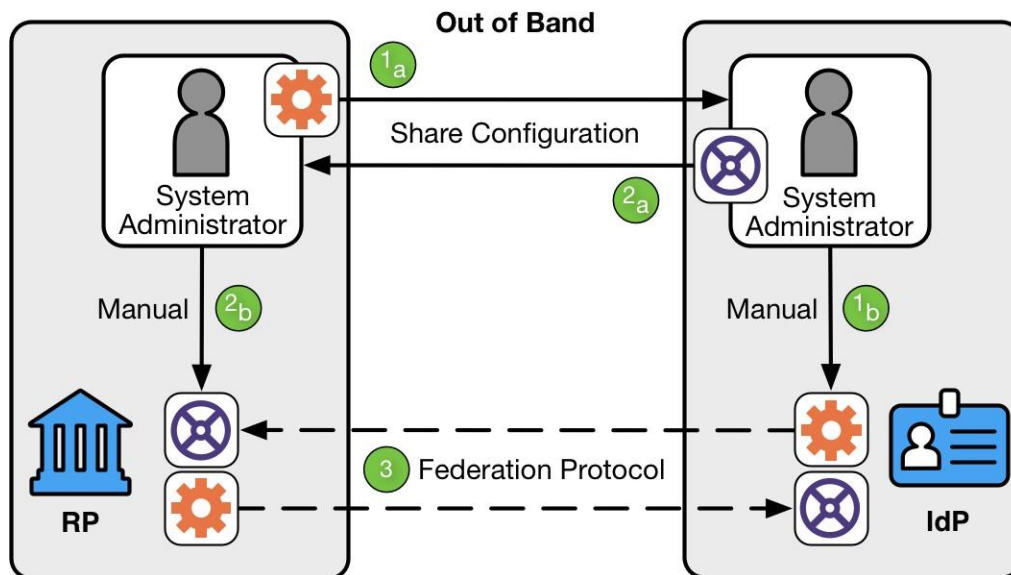 Out of Band
1a
Share Configuration
2a
System
Administrator
System
Administrator
Manual
2b
Manual
1b
3
Federation Protocol
RP
IdP